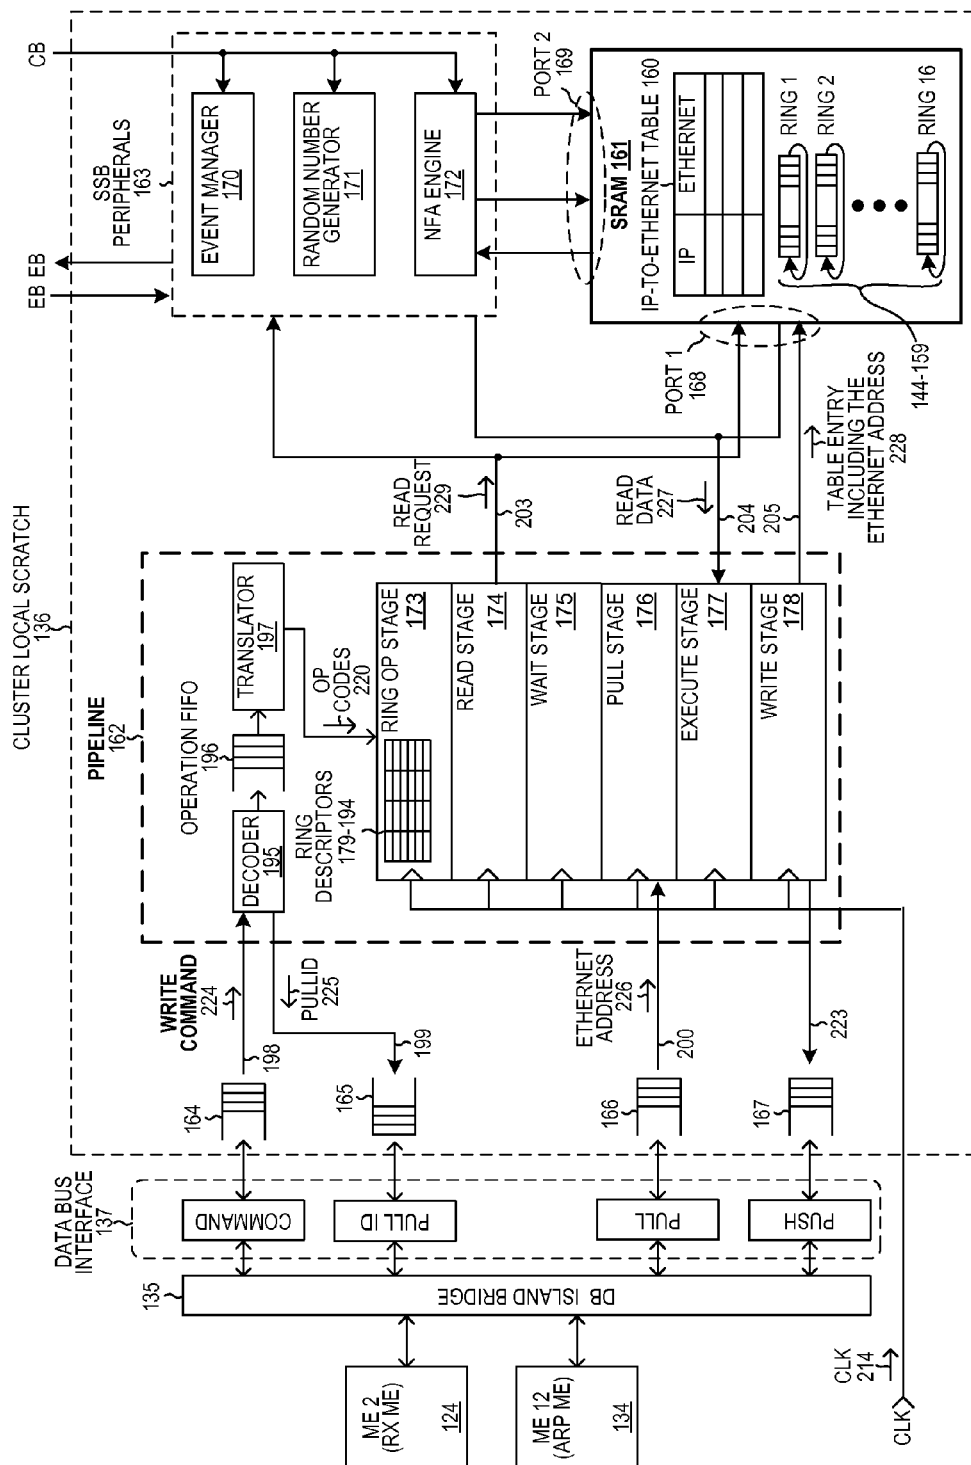 CLUSTER LOCAL SCRATCH
136
DATA BUS
INTERFACE
137
135
DB ISLAND BRIDGE
COMMAND
PULL ID
PULL
PUSH
ME 2
(RX ME)
124
ME 12
(ARP ME)
134
CLK
214
CLK
164
165
166
167
198
199
200
223
WRITE
COMMAND
224
PULLID
225
ETHERNET
ADDRESS
226
PIPELINE
162
OPERATION FIFO
196
DECODER
195
TRANSLATOR
197
OP
CODES
220
RING
DESCRIPTORS
179-194
RING OP STAGE
173
READ STAGE
174
WAIT STAGE
175
PULL STAGE
176
EXECUTE STAGE
177
WRITE STAGE
178
READ
REQUEST
229
203
READ
DATA
227
204
205
TABLE ENTRY
INCLUDING THE
ETHERNET ADDRESS
228
EB
EB
CB
SSB
PERIPHERALS
163
EVENT MANAGER
170
RANDOM NUMBER
GENERATOR
171
NFA ENGINE
172
PORT 2
169
PORT 1
168
SRAM 161
IP-TO-ETHERNET TABLE 160
IP
ETHERNET
RING 1
RING 2
RING 16
144-159